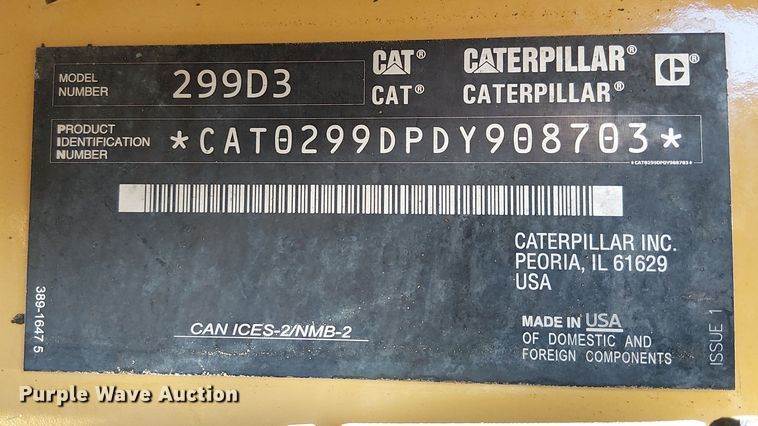 MODEL NUMBER 299D3
CAT® CATERPILLAR® C®
CAT® CATERPILLAR®
PRODUCT IDENTIFICATION NUMBER *CAT0299DPDY908703*
*CAT0299DPDY908703*
CATERPILLAR INC.
PEORIA, IL 61629
USA
CAN ICES-2/NMB-2
MADE IN USA
OF DOMESTIC AND
FOREIGN COMPONENTS
389-1647 5
ISSUE 1
Purple Wave Auction